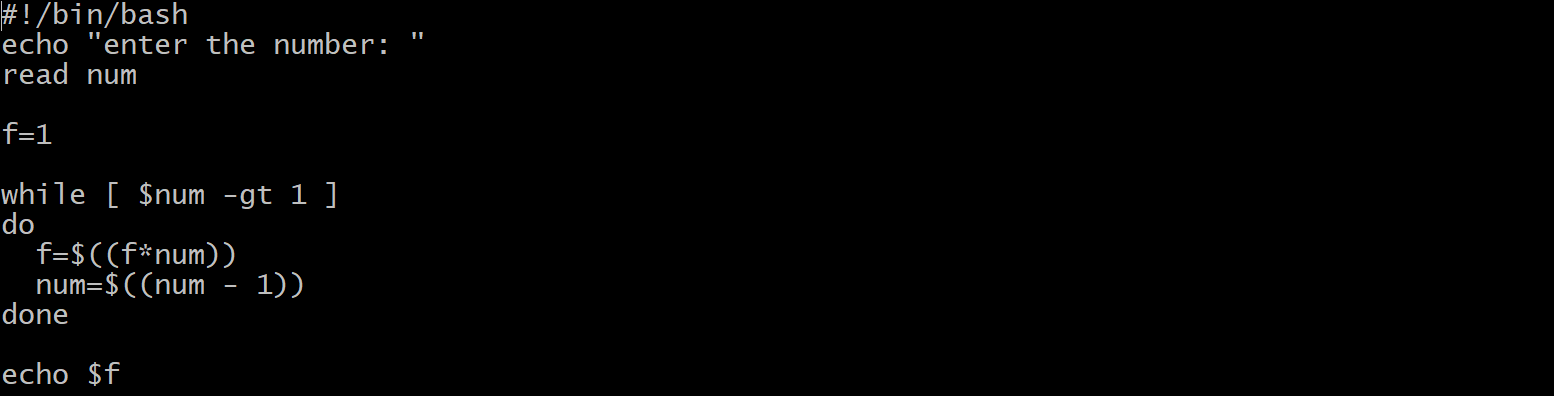 #!/bin/bash
echo "enter the number: "
read num
f=1
while [ $num -gt 1 ]
do
  f=$((f*num))
  num=$((num - 1))
done
echo $f